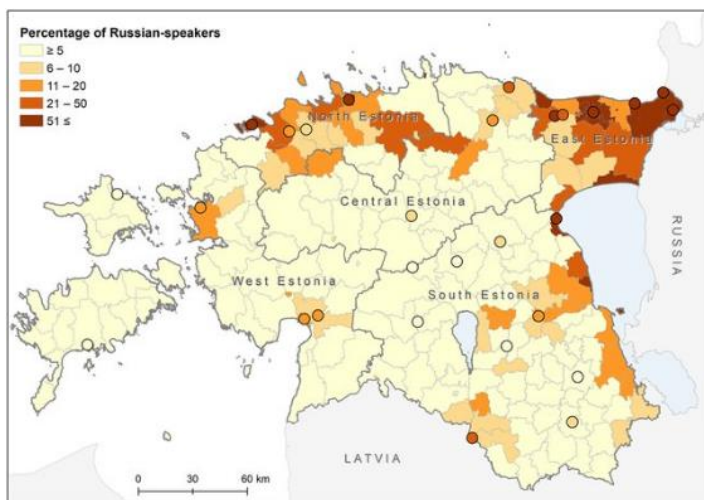 Percentage of Russian-speakers
≥ 5
6 – 10
11 – 20
21 – 50
51 ≤
North Estonia
East Estonia
Central Estonia
West Estonia
South Estonia
RUSSIA
LATVIA
0 30 60 km